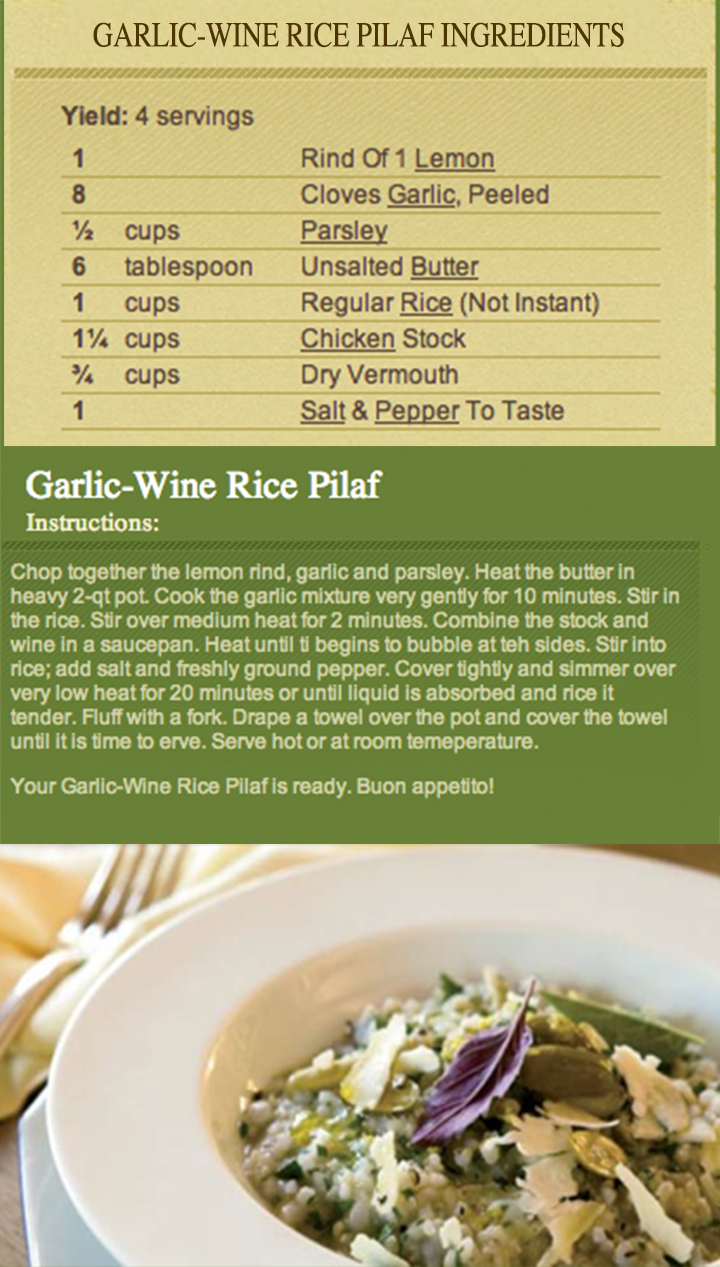 GARLIC-WINE RICE PILAF INGREDIENTS
Yield: 4 servings
1 Rind Of 1 Lemon
8 Cloves Garlic, Peeled
½ cups Parsley
6 tablespoon Unsalted Butter
1 cups Regular Rice (Not Instant)
1¼ cups Chicken Stock
¾ cups Dry Vermouth
1 Salt & Pepper To Taste
Garlic-Wine Rice Pilaf
Instructions:
Chop together the lemon rind, garlic and parsley. Heat the butter in
heavy 2-qt pot. Cook the garlic mixture very gently for 10 minutes. Stir in
the rice. Stir over medium heat for 2 minutes. Combine the stock and
wine in a saucepan. Heat until ti begins to bubble at teh sides. Stir into
rice; add salt and freshly ground pepper. Cover tightly and simmer over
very low heat for 20 minutes or until liquid is absorbed and rice it
tender. Fluff with a fork. Drape a towel over the pot and cover the towel
until it is time to erve. Serve hot or at room temeperature.
Your Garlic-Wine Rice Pilaf is ready. Buon appetito!